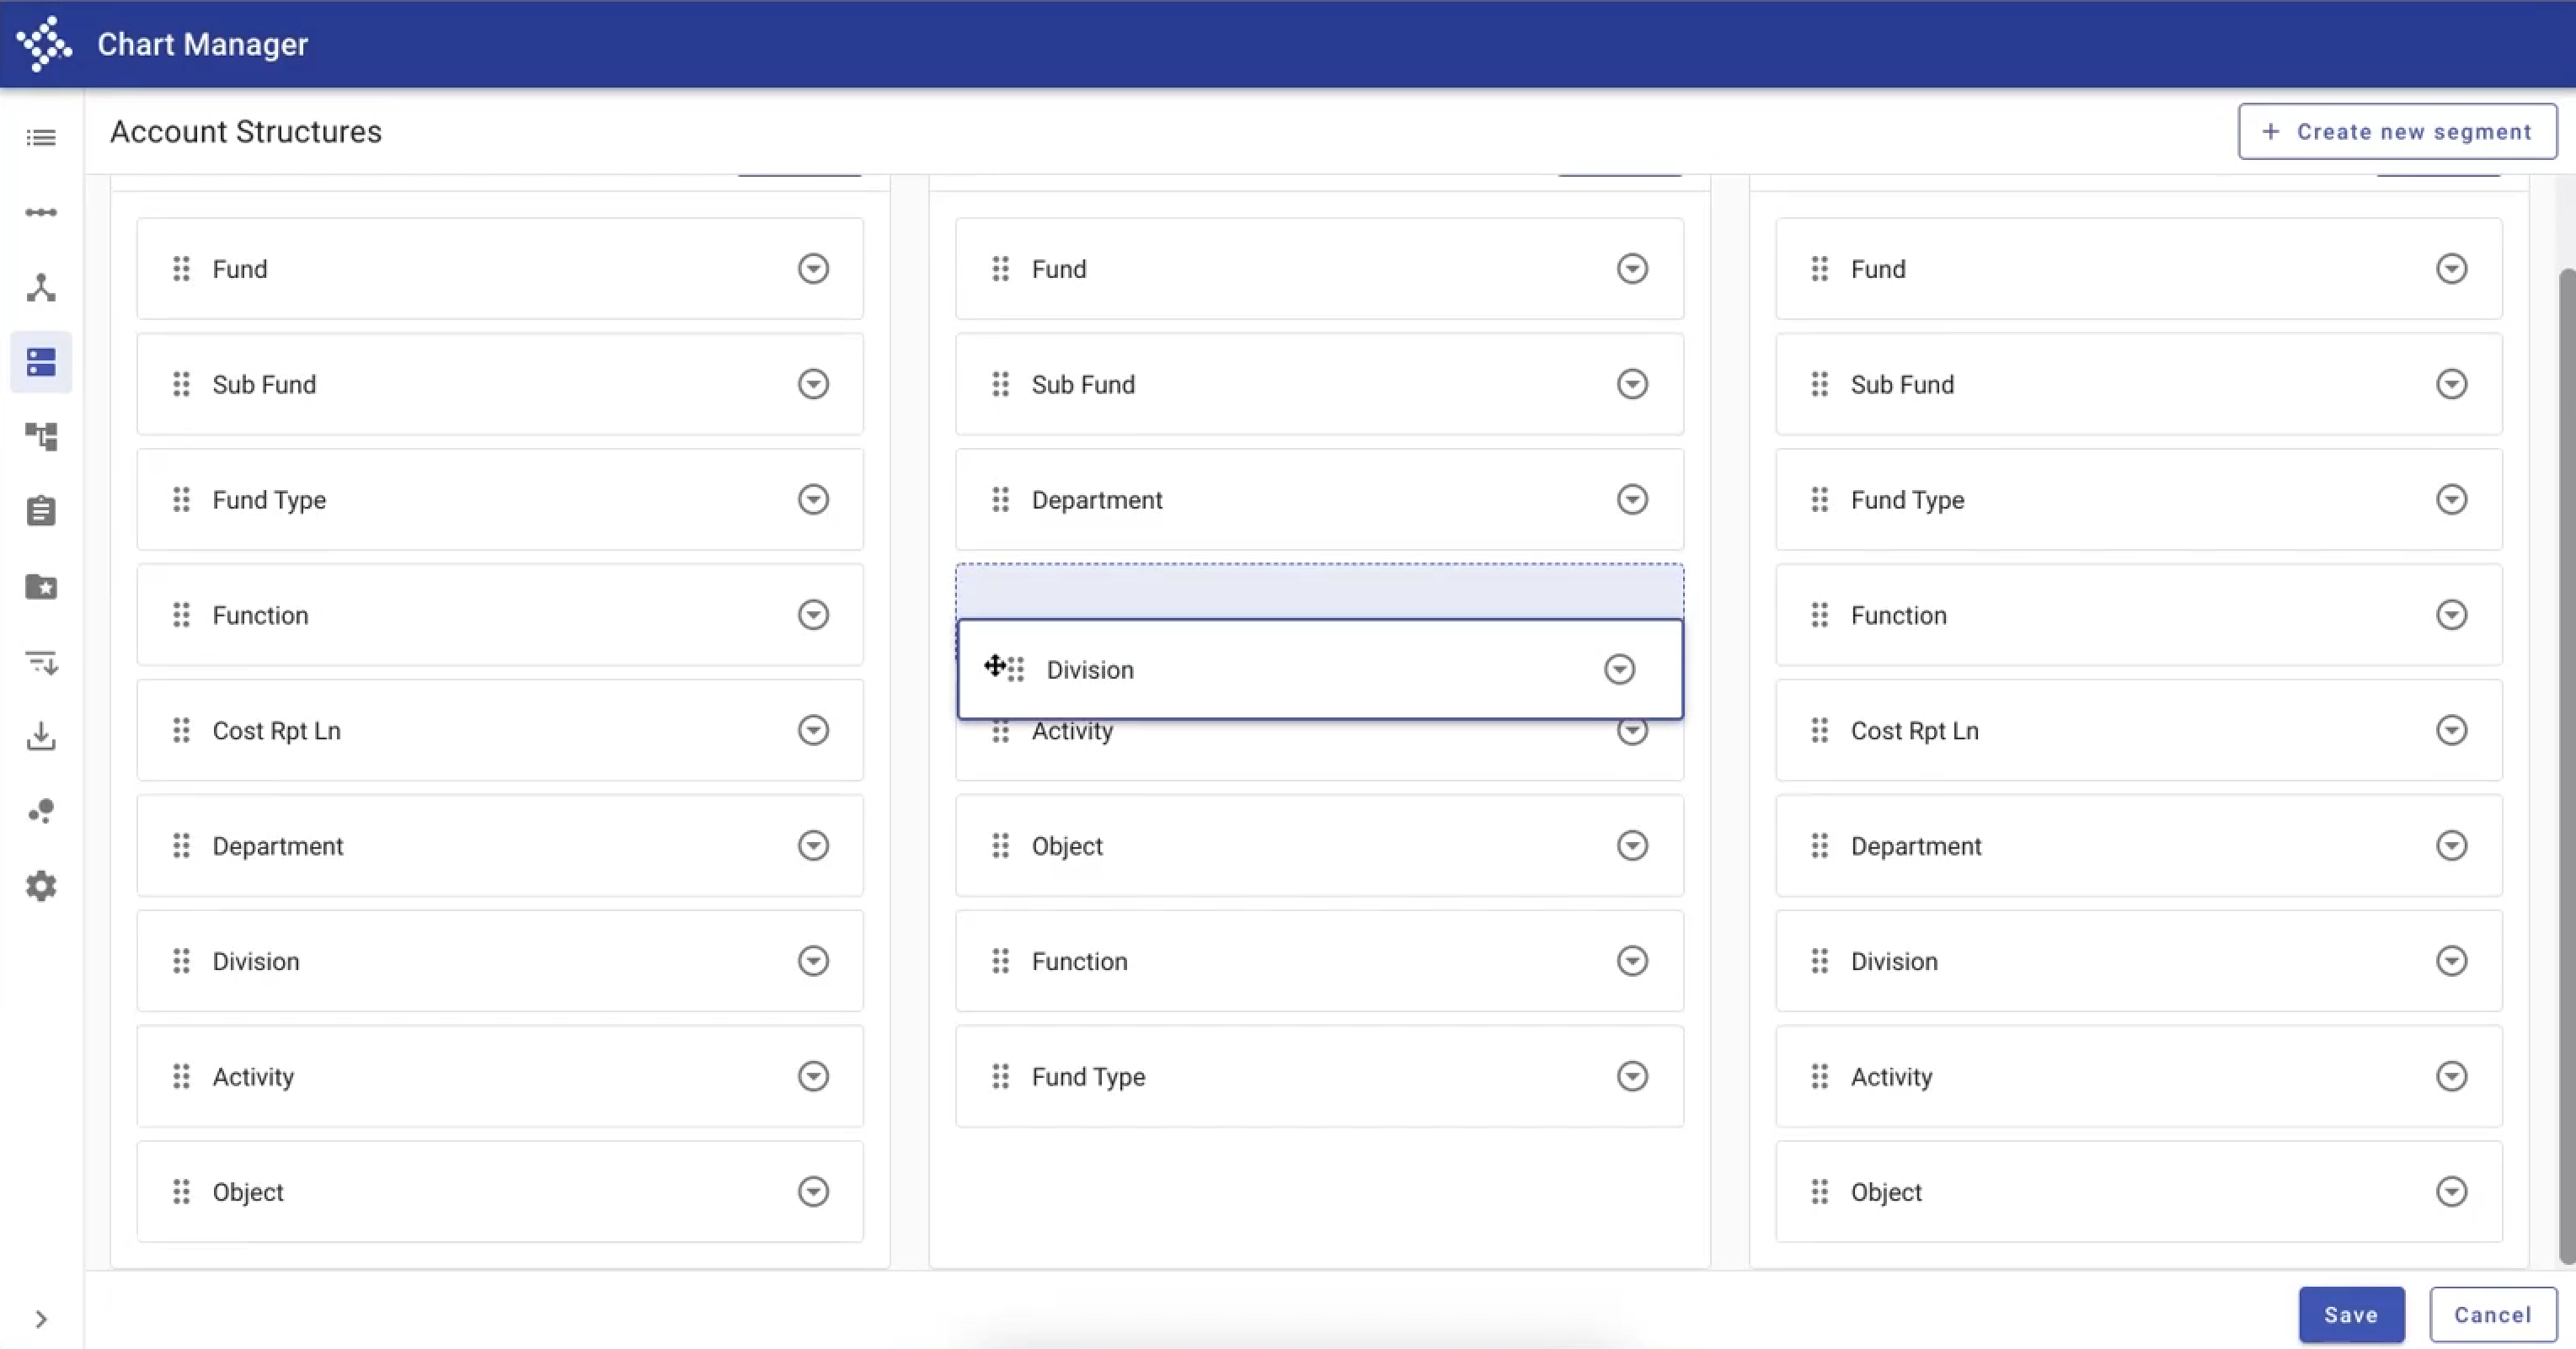 Chart Manager
Account Structures
+ Create new segment
Fund
Sub Fund
Fund Type
Function
Cost Rpt Ln
Department
Division
Activity
Object
Fund
Sub Fund
Department
Division
Activity
Object
Function
Fund Type
Fund
Sub Fund
Fund Type
Function
Cost Rpt Ln
Department
Division
Activity
Object
Save
Cancel